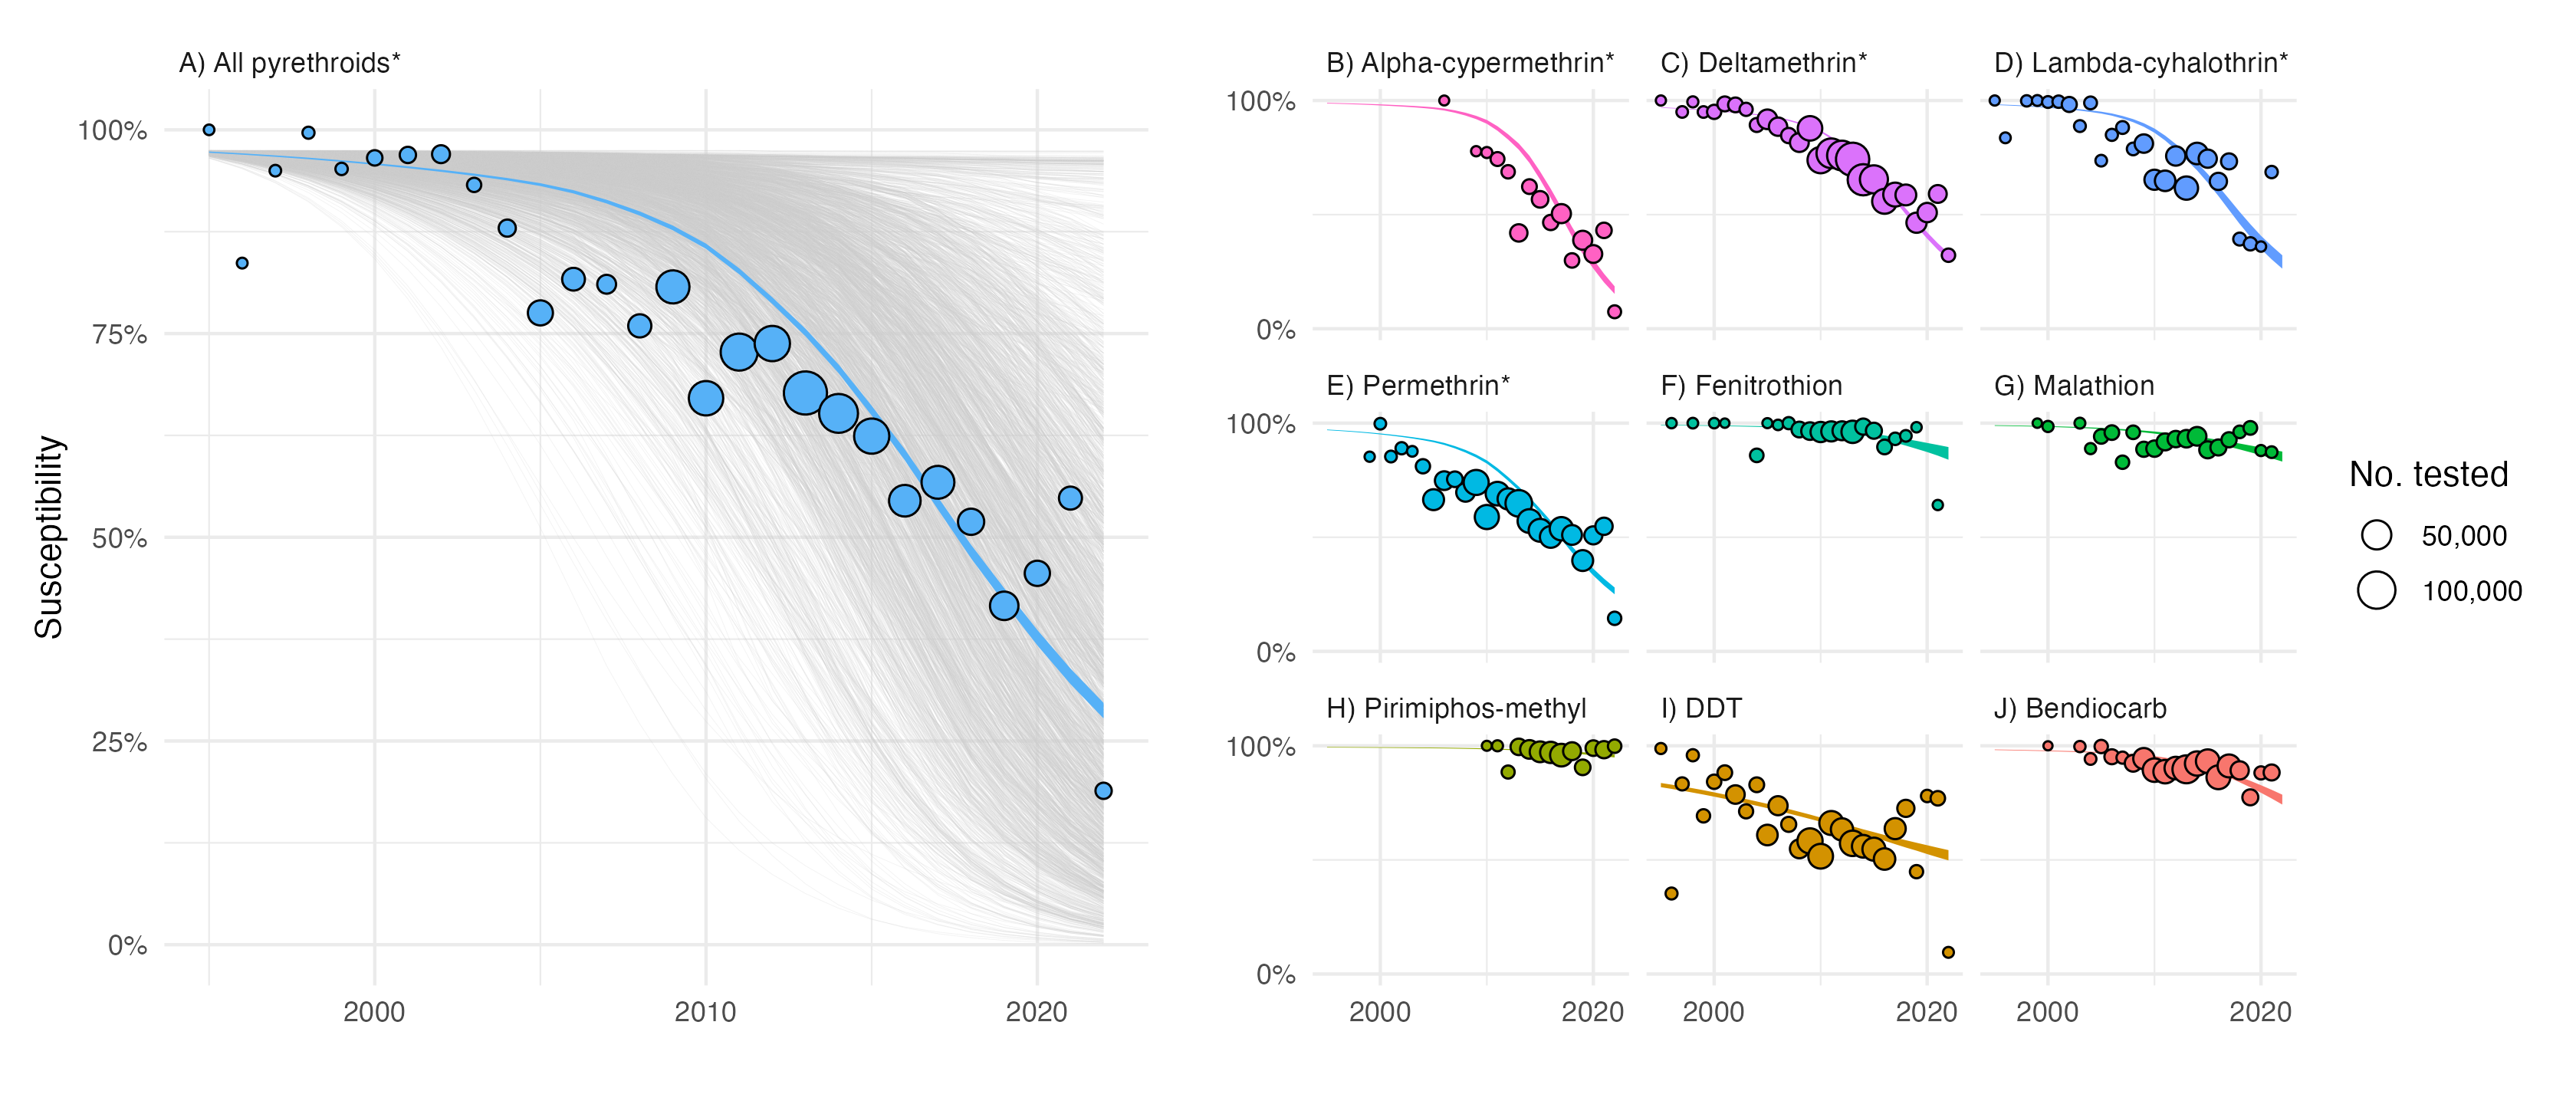 A) All pyrethroids*
B) Alpha-cypermethrin*
C) Deltamethrin*
D) Lambda-cyhalothrin*
E) Permethrin*
F) Fenitrothion
G) Malathion
H) Pirimiphos-methyl
I) DDT
J) Bendiocarb
Susceptibility
100%
75%
50%
25%
0%
2000
2010
2020
100%
0%
100%
0%
100%
0%
2000
2020
2000
2020
2000
2020
No. tested
50,000
100,000